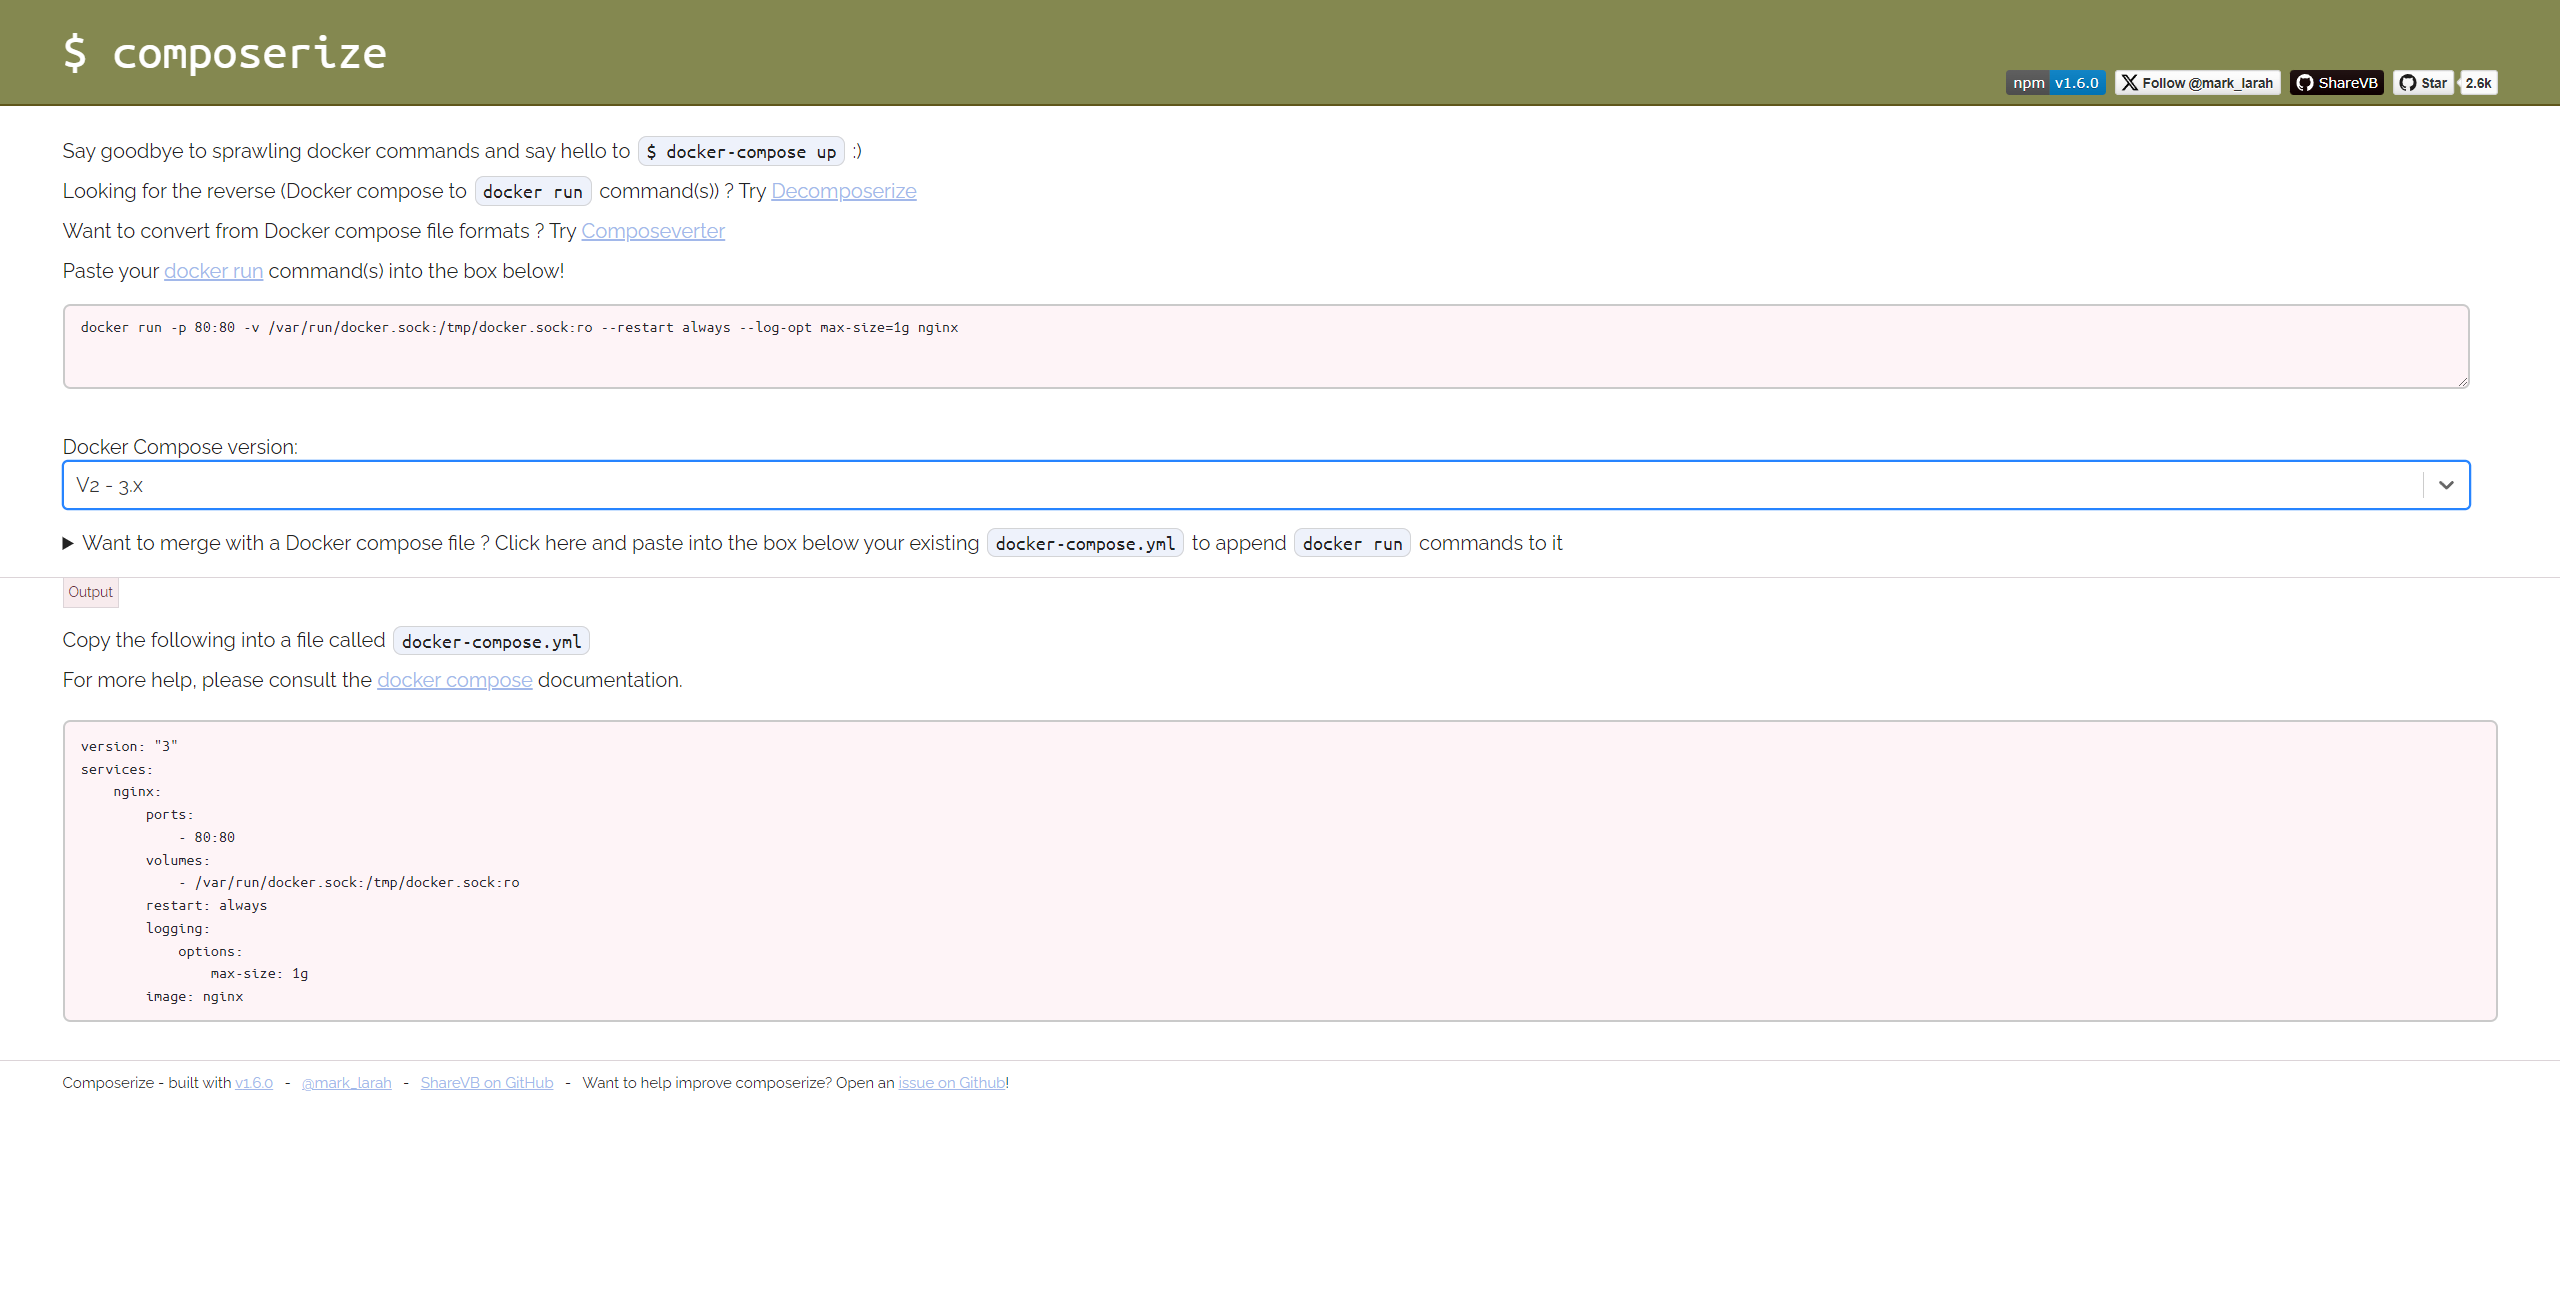 $ composerize
npm v1.6.0 Follow @mark_larah ShareVB Star 2.6k
Say goodbye to sprawling docker commands and say hello to $ docker-compose up :)
Looking for the reverse (Docker compose to docker run command(s)) ? Try Decomposerize
Want to convert from Docker compose file formats ? Try Composeverter
Paste your docker run command(s) into the box below!
docker run -p 80:80 -v /var/run/docker.sock:/tmp/docker.sock:ro --restart always --log-opt max-size=1g nginx
Docker Compose version:
V2 - 3.x
Want to merge with a Docker compose file ? Click here and paste into the box below your existing docker-compose.yml to append docker run commands to it
Output
Copy the following into a file called docker-compose.yml
For more help, please consult the docker compose documentation.
version: "3"
services:
    nginx:
        ports:
            - 80:80
        volumes:
            - /var/run/docker.sock:/tmp/docker.sock:ro
        restart: always
        logging:
            options:
                max-size: 1g
        image: nginx
Composerize - built with v1.6.0 - @mark_larah - ShareVB on GitHub - Want to help improve composerize? Open an issue on Github!